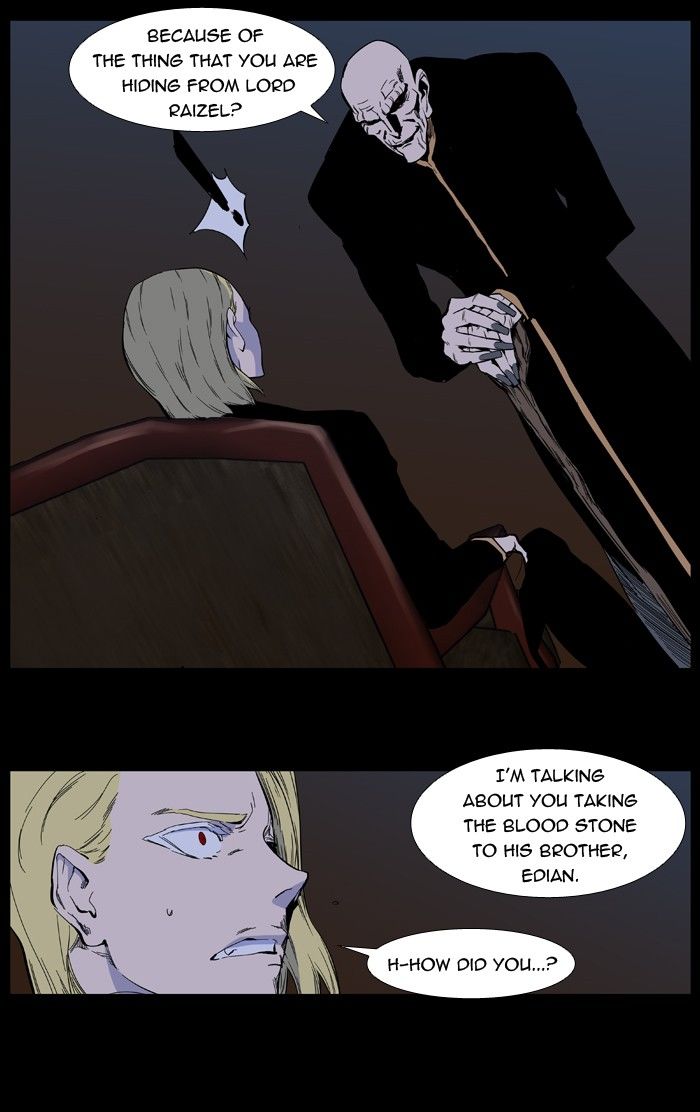 BECAUSE OF
THE THING THAT YOU ARE
HIDING FROM LORD
RAIZEL?
I'M TALKING
ABOUT YOU TAKING
THE BLOOD STONE
TO HIS BROTHER,
EDIAN.
H-HOW DID YOU...?